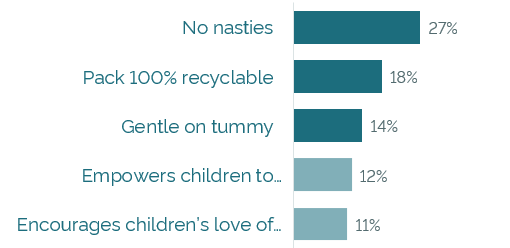 No nasties 27%
Pack 100% recyclable 18%
Gentle on tummy 14%
Empowers children to… 12%
Encourages children's love of… 11%